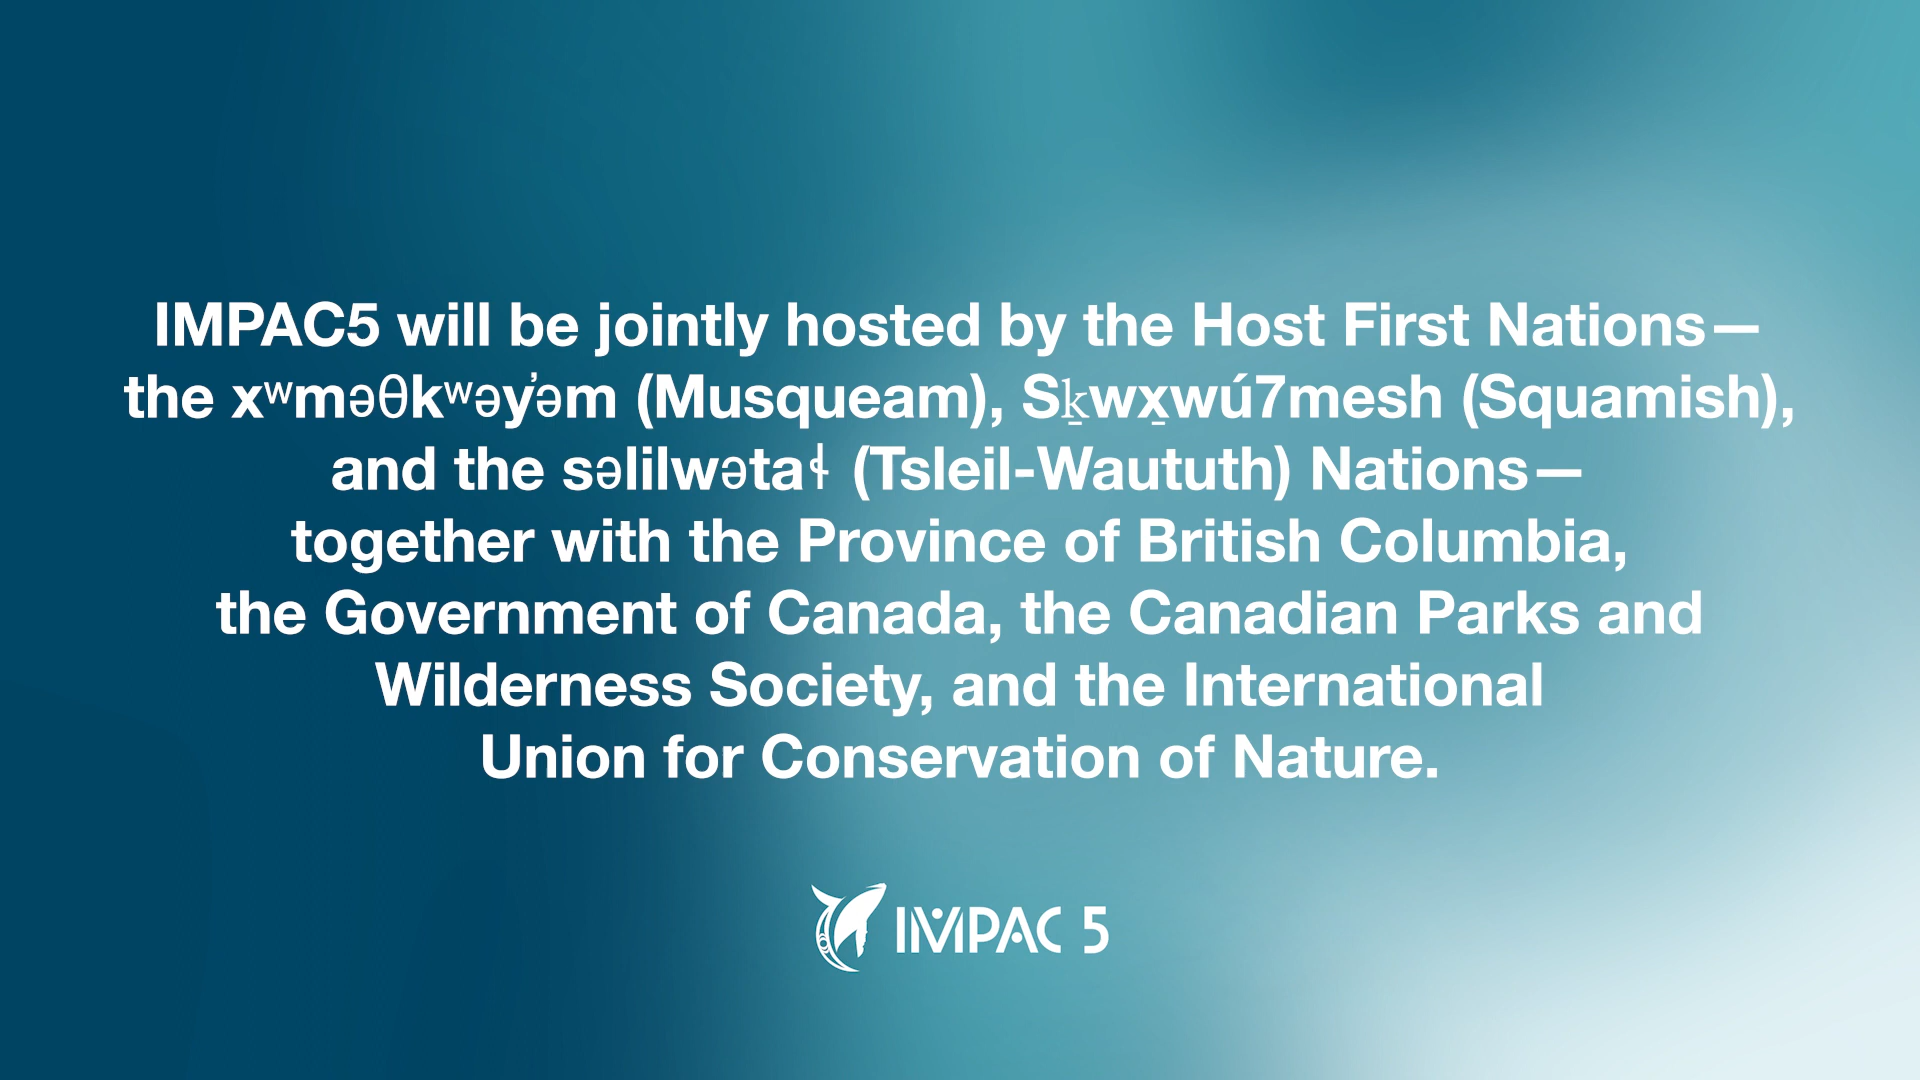 IMPAC5 will be jointly hosted by the Host First Nations—
the xʷməθkʷəy̓əm (Musqueam), Sḵwx̱wú7mesh (Squamish),
and the səlilwətaɬ (Tsleil-Waututh) Nations—
together with the Province of British Columbia,
the Government of Canada, the Canadian Parks and
Wilderness Society, and the International
Union for Conservation of Nature.
IMPAC 5